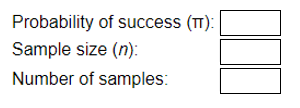 Probability of success (π):
Sample size (n):
Number of samples: